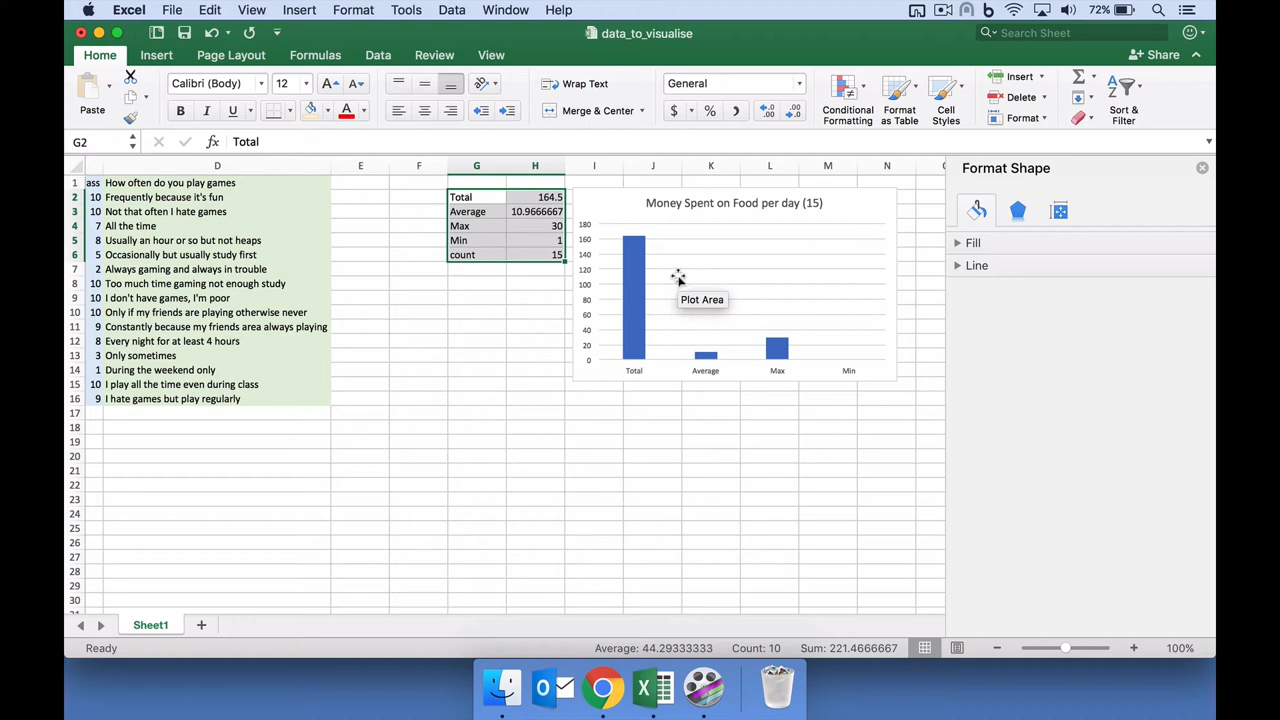 Excel File Edit View Insert Format Tools Data Window Help 72%
data_to_visualise
Search Sheet
Home Insert Page Layout Formulas Data Review View Share
Paste
Calibri (Body) 12 A A
B I U A
Wrap Text
Merge & Center
General
$ % 
Conditional Formatting
Format as Table
Cell Styles
Insert
Delete
Format
Sort & Filter
G2 fx Total
Format Shape
Fill
Line
D E F G H I J K L M N
1 ass How often do you play games
2 10 Frequently because it's fun Total 164.5
3 10 Not that often I hate games Average 10.9666667
4 7 All the time Max 30
5 8 Usually an hour or so but not heaps Min 1
6 5 Occasionally but usually study first count 15
7 2 Always gaming and always in trouble
8 10 Too much time gaming not enough study
9 10 I don't have games, I'm poor
10 10 Only if my friends are playing otherwise never
11 9 Constantly because my friends area always playing
12 8 Every night for at least 4 hours
13 3 Only sometimes
14 1 During the weekend only
15 10 I play all the time even during class
16 9 I hate games but play regularly
17
18
19
20
21
22
23
24
25
26
27
28
29
30
Money Spent on Food per day (15)
180
160
140
120
100
80
60
40
20
0
Total Average Max Min
Plot Area
Sheet1
Ready Average: 44.29333333 Count: 10 Sum: 221.4666667 100%